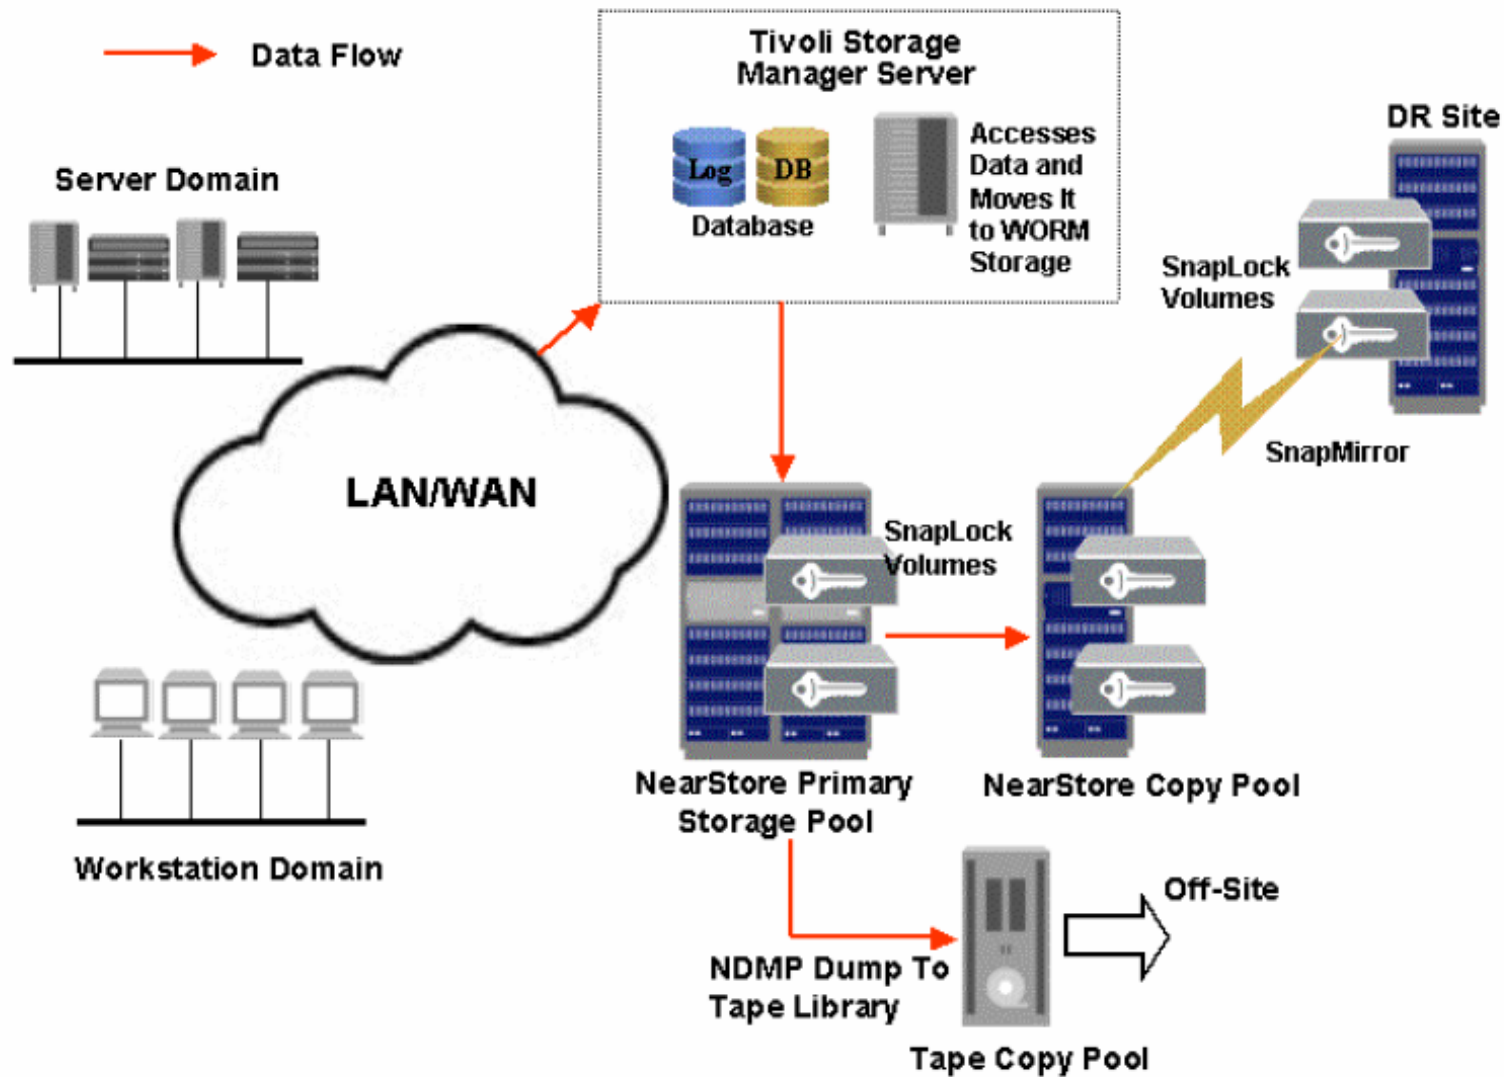 Data Flow
Tivoli Storage
Manager Server
Log
DB
Database
Accesses
Data and
Moves It
to WORM
Storage
DR Site
Server Domain
SnapLock
Volumes
SnapMirror
LAN/WAN
SnapLock
Volumes
NearStore Primary
Storage Pool
NearStore Copy Pool
Workstation Domain
Off-Site
NDMP Dump To
Tape Library
Tape Copy Pool